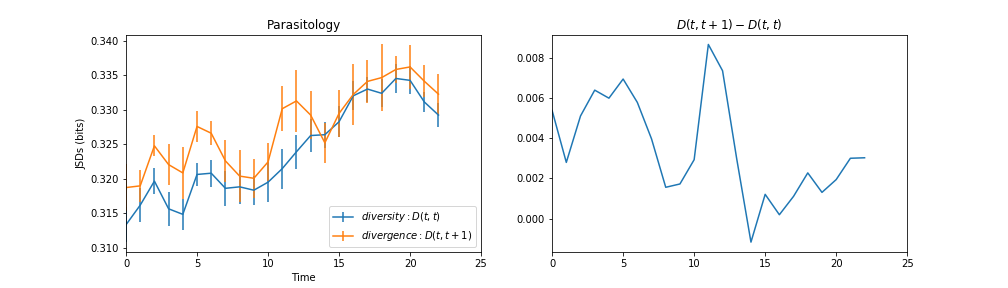 Parasitology
JSDs (bits)
0.340
0.335
0.330
0.325
0.320
0.315
0.310
0 5 10 15 20 25
Time
diversity : D(t, t)
divergence : D(t, t + 1)
D(t, t + 1) − D(t, t)
0.008
0.006
0.004
0.002
0.000
0 5 10 15 20 25